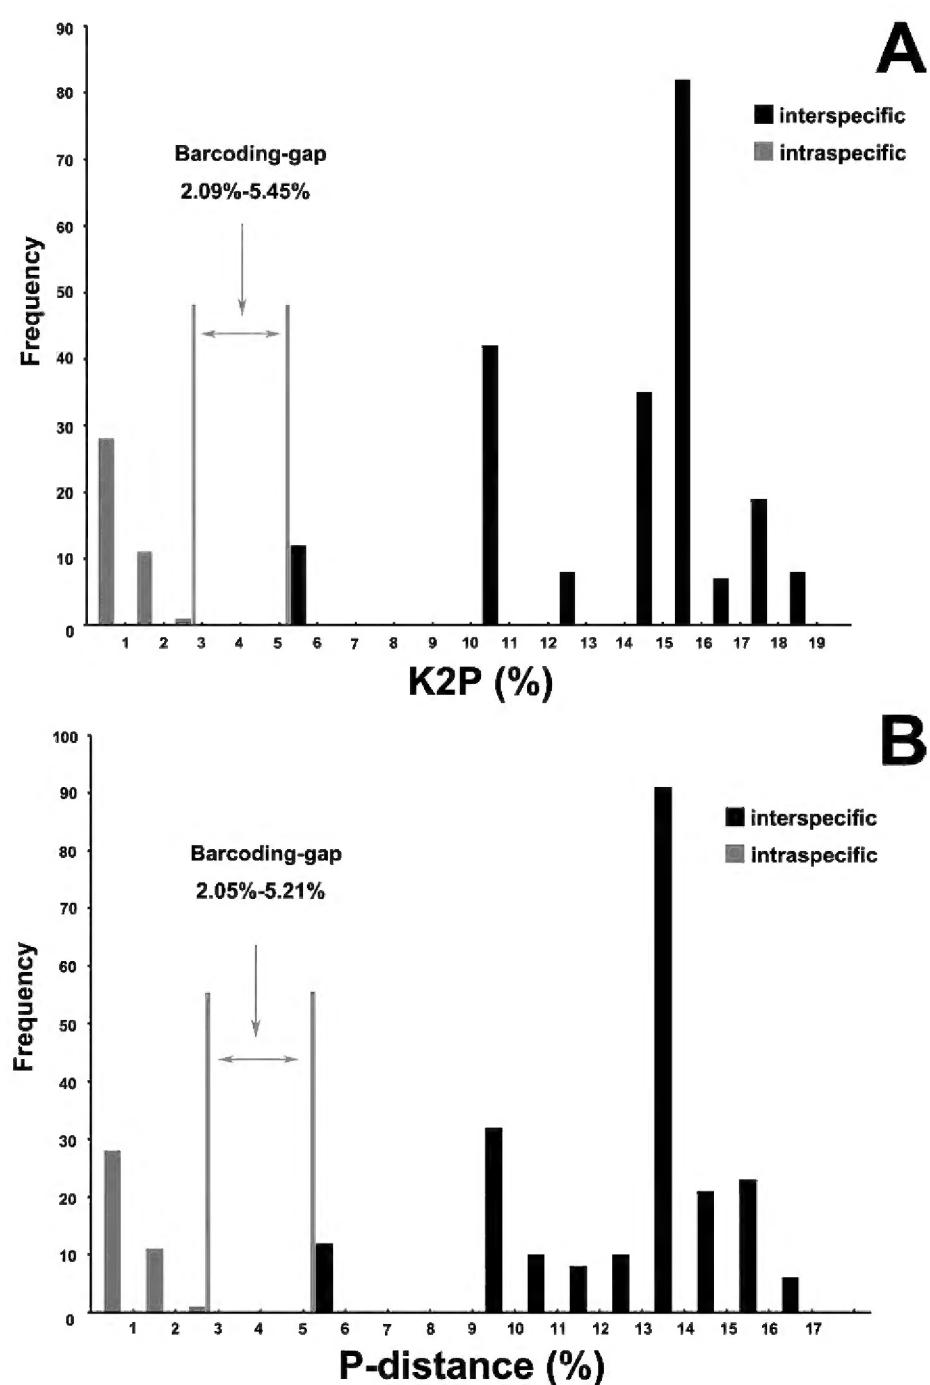 A
90
80
70
60
50
40
30
20
10
0
Frequency
interspecific
intraspecific
Barcoding-gap
2.09%-5.45%
1 2 3 4 5 6 7 8 9 10 11 12 13 14 15 16 17 18 19
K2P (%)
B
100
90
80
70
60
50
40
30
20
10
0
Frequency
interspecific
intraspecific
Barcoding-gap
2.05%-5.21%
1 2 3 4 5 6 7 8 9 10 11 12 13 14 15 16 17
P-distance (%)